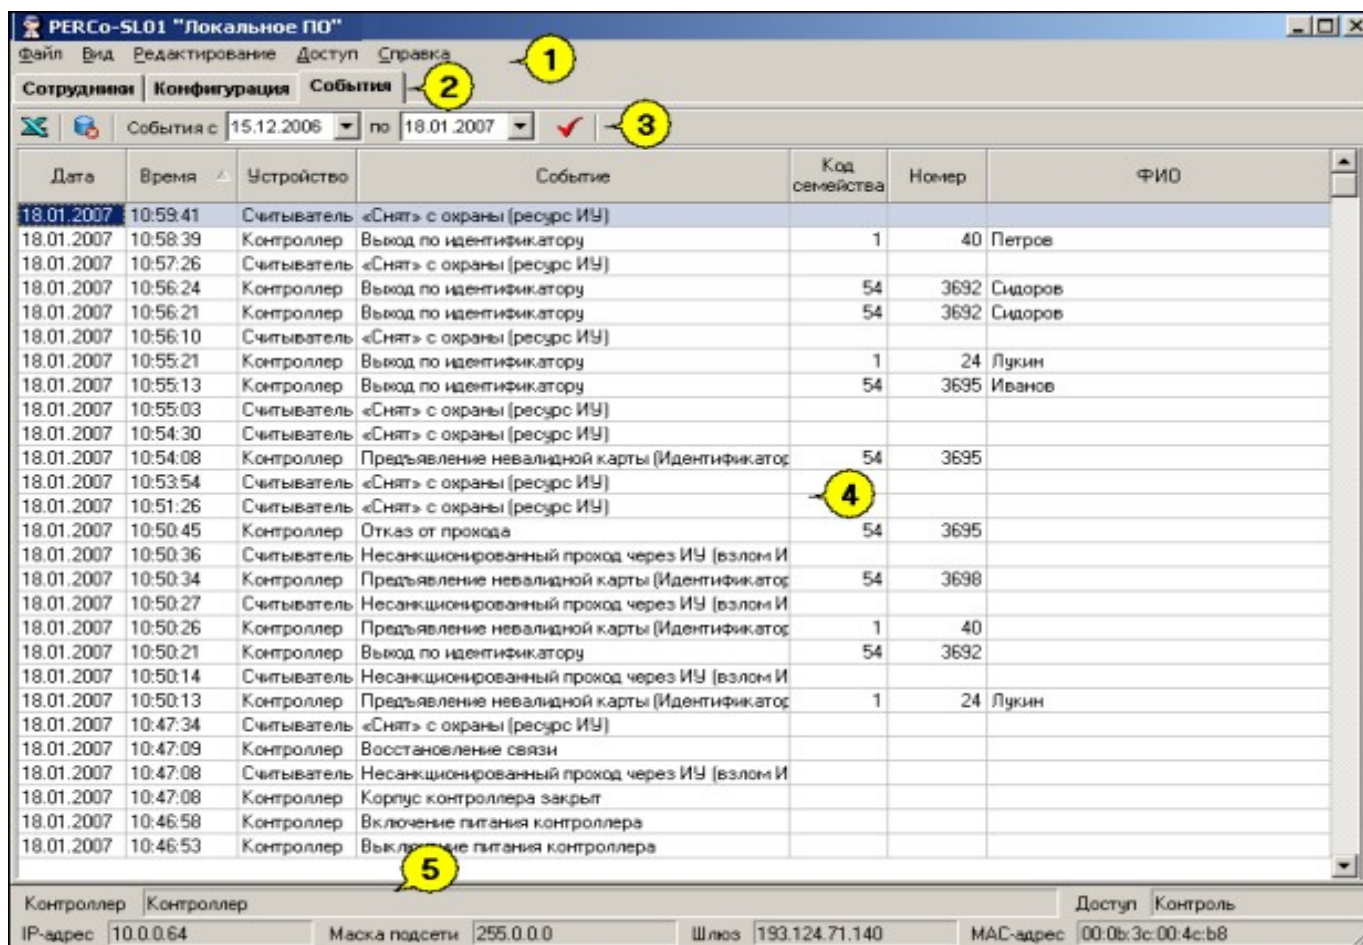 PERCo-SL01 "Локальное ПО"
Файл Вид Редактирование Доступ Справка 1
Сотрудники Конфигурация События 2
События с 15.12.2006 по 18.01.2007 3
Дата Время Устройство Событие Код семейства Номер ФИО
18.01.2007 10:59:41 Считыватель «Снят» с охраны (ресурс ИУ)
18.01.2007 10:58:39 Контроллер Выход по идентификатору 1 40 Петров
18.01.2007 10:57:26 Считыватель «Снят» с охраны (ресурс ИУ)
18.01.2007 10:56:24 Контроллер Выход по идентификатору 54 3692 Сидоров
18.01.2007 10:56:21 Контроллер Выход по идентификатору 54 3692 Сидоров
18.01.2007 10:56:10 Считыватель «Снят» с охраны (ресурс ИУ)
18.01.2007 10:55:21 Контроллер Выход по идентификатору 1 24 Лукин
18.01.2007 10:55:13 Контроллер Выход по идентификатору 54 3695 Иванов
18.01.2007 10:55:03 Считыватель «Снят» с охраны (ресурс ИУ)
18.01.2007 10:54:30 Считыватель «Снят» с охраны (ресурс ИУ)
18.01.2007 10:54:08 Контроллер Предъявление невалидной карты (Идентификатор 54 3695
18.01.2007 10:53:54 Считыватель «Снят» с охраны (ресурс ИУ) 4
18.01.2007 10:51:26 Считыватель «Снят» с охраны (ресурс ИУ)
18.01.2007 10:50:45 Контроллер Отказ от прохода 54 3695
18.01.2007 10:50:36 Считыватель Несанкционированный проход через ИУ (взлом И
18.01.2007 10:50:34 Контроллер Предъявление невалидной карты (Идентификатор 54 3698
18.01.2007 10:50:27 Считыватель Несанкционированный проход через ИУ (взлом И
18.01.2007 10:50:26 Контроллер Предъявление невалидной карты (Идентификатор 1 40
18.01.2007 10:50:21 Контроллер Выход по идентификатору 54 3692
18.01.2007 10:50:14 Считыватель Несанкционированный проход через ИУ (взлом И
18.01.2007 10:50:13 Контроллер Предъявление невалидной карты (Идентификатор 1 24 Лукин
18.01.2007 10:47:34 Считыватель «Снят» с охраны (ресурс ИУ)
18.01.2007 10:47:09 Контроллер Восстановление связи
18.01.2007 10:47:08 Считыватель Несанкционированный проход через ИУ (взлом И
18.01.2007 10:47:08 Контроллер Корпус контроллера закрыт
18.01.2007 10:46:58 Контроллер Включение питания контроллера
18.01.2007 10:46:53 Контроллер Выключение питания контроллера
5
Контроллер Контроллер Доступ Контроль
IP-адрес 10.0.0.64 Маска подсети 255.0.0.0 Шлюз 193.124.71.140 MAC-адрес 00:0b:3c:00:4c:b8